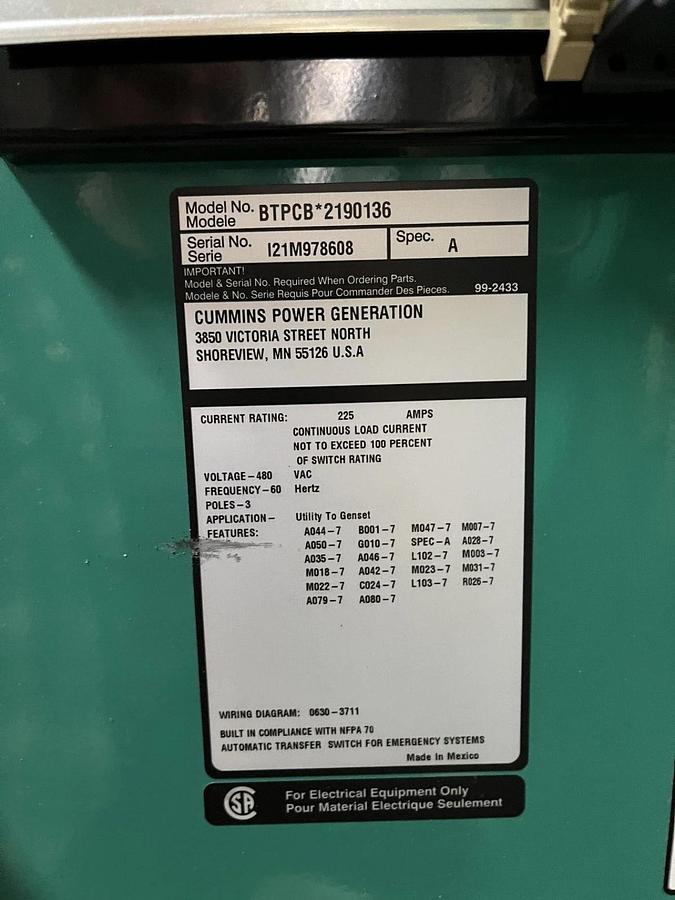 Model No. BTPCB*2190136
Modele
Serial No. I21M978608
Serie
Spec. A
IMPORTANT!
Model & Serial No. Required When Ordering Parts.
Modele & No. Serie Requis Pour Commander Des Pieces. 99-2433
CUMMINS POWER GENERATION
3850 VICTORIA STREET NORTH
SHOREVIEW, MN 55126 U.S.A
CURRENT RATING: 225 AMPS
CONTINUOUS LOAD CURRENT
NOT TO EXCEED 100 PERCENT
OF SWITCH RATING
VOLTAGE-480 VAC
FREQUENCY-60 Hertz
POLES-3
APPLICATION- Utility To Genset
FEATURES: A044-7 B001-7 M047-7 M007-7
A050-7 G010-7 SPEC-A A028-7
A035-7 A046-7 L102-7 M003-7
M018-7 A042-7 M023-7 M031-7
M022-7 C024-7 L103-7 R026-7
A079-7 A080-7
WIRING DIAGRAM: 0630-3711
BUILT IN COMPLIANCE WITH NFPA 70
AUTOMATIC TRANSFER SWITCH FOR EMERGENCY SYSTEMS
Made In Mexico
SA For Electrical Equipment Only
Pour Material Electrique Seulement